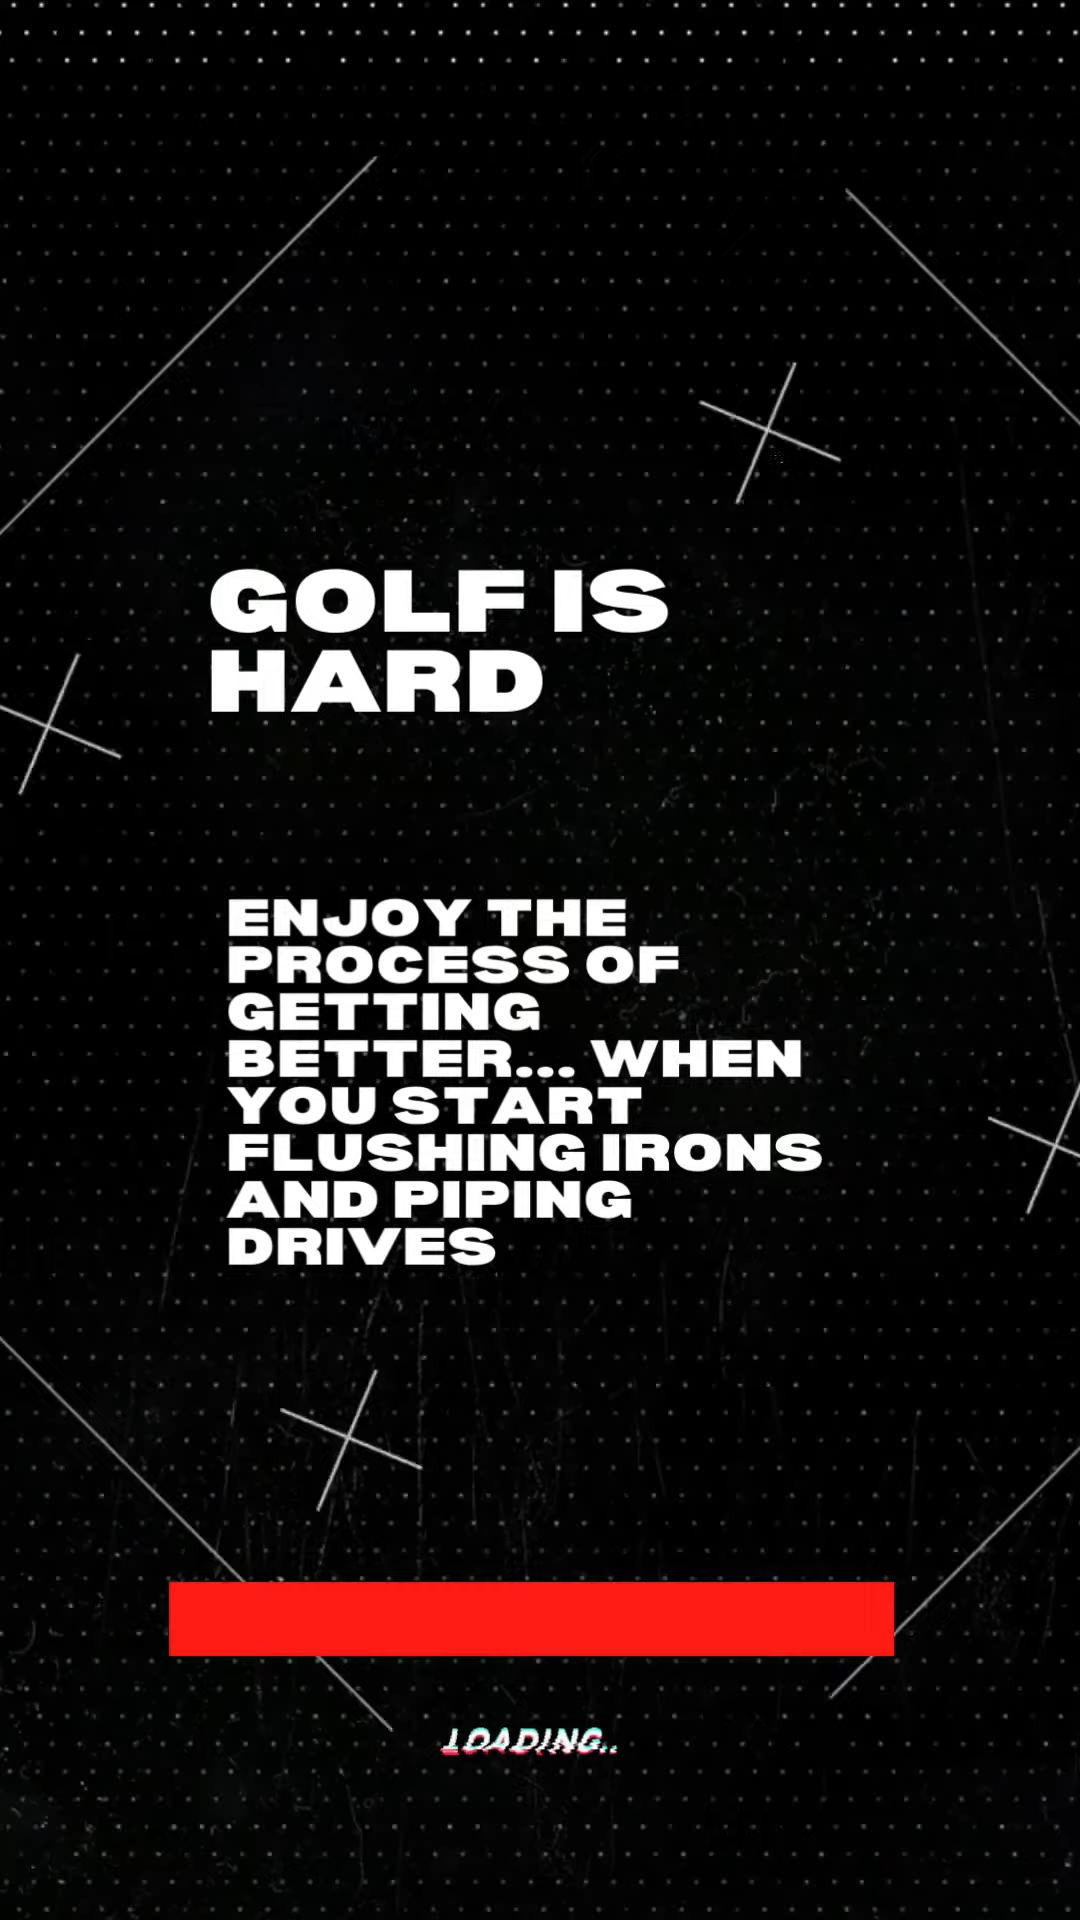 GOLF IS
HARD
ENJOY THE
PROCESS OF
GETTING
BETTER... WHEN
YOU START
FLUSHING IRONS
AND PIPING
DRIVES
LOADING..